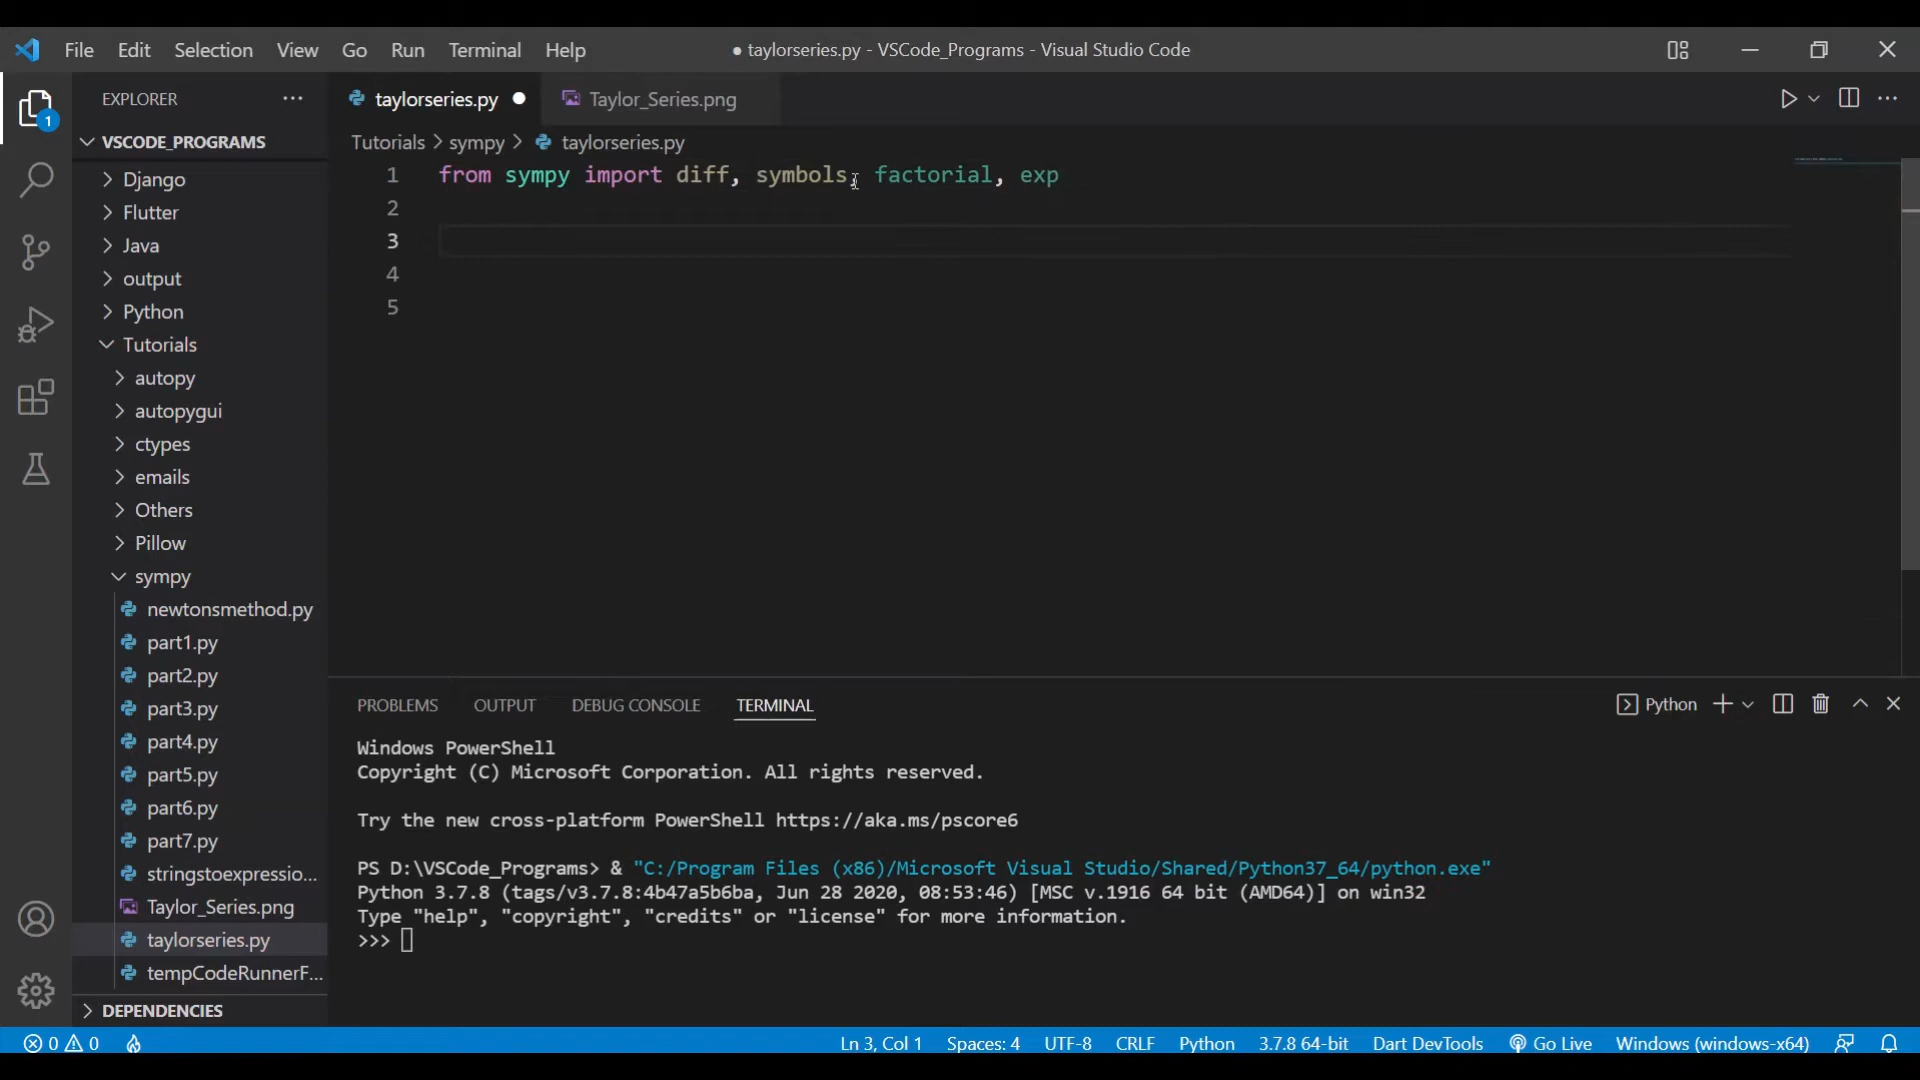 File Edit Selection View Go Run Terminal Help ● taylorseries.py - VSCode_Programs - Visual Studio Code
EXPLORER ··· taylorseries.py ● Taylor_Series.png ···
1
VSCODE_PROGRAMS
Tutorials > sympy > taylorseries.py
Django
Flutter
Java
output
Python
Tutorials
autopy
autopygui
ctypes
emails
Others
Pillow
sympy
newtonsmethod.py
part1.py
part2.py
part3.py
part4.py
part5.py
part6.py
part7.py
stringstoexpressio...
Taylor_Series.png
taylorseries.py
tempCodeRunnerF...
DEPENDENCIES
1 from sympy import diff, symbols, factorial, exp
2
3
4
5
PROBLEMS OUTPUT DEBUG CONSOLE TERMINAL Python
Windows PowerShell
Copyright (C) Microsoft Corporation. All rights reserved.
Try the new cross-platform PowerShell https://aka.ms/pscore6
PS D:\VSCode_Programs> & "C:/Program Files (x86)/Microsoft Visual Studio/Shared/Python37_64/python.exe"
Python 3.7.8 (tags/v3.7.8:4b47a5b6ba, Jun 28 2020, 08:53:46) [MSC v.1916 64 bit (AMD64)] on win32
Type "help", "copyright", "credits" or "license" for more information.
>>>
0 0 Ln 3, Col 1 Spaces: 4 UTF-8 CRLF Python 3.7.8 64-bit Dart DevTools Go Live Windows (windows-x64)